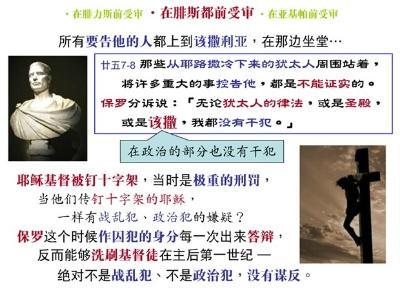 ·在腓力斯前受审 ·在腓斯都前受审 ·在亚基帕前受审
所有要告他的人都上到该撒利亚，在那边坐堂…
廿五7-8 那些从耶路撒冷下来的犹太人周围站着，
将许多重大的事控告他，都是不能证实的。
保罗分诉说：「无论犹太人的律法，或是圣殿，
或是该撒，我都没有干犯。」
在政治的部分也没有干犯
耶稣基督被钉十字架，当时是极重的刑罚，
当他们传钉十字架的耶稣，
一样有战乱犯、政治犯的嫌疑？
保罗这个时候作囚犯的身分每一次出来答辩，
反而能够洗刷基督徒在主后第一世纪 —
绝对不是战乱犯、不是政治犯，没有谋反。